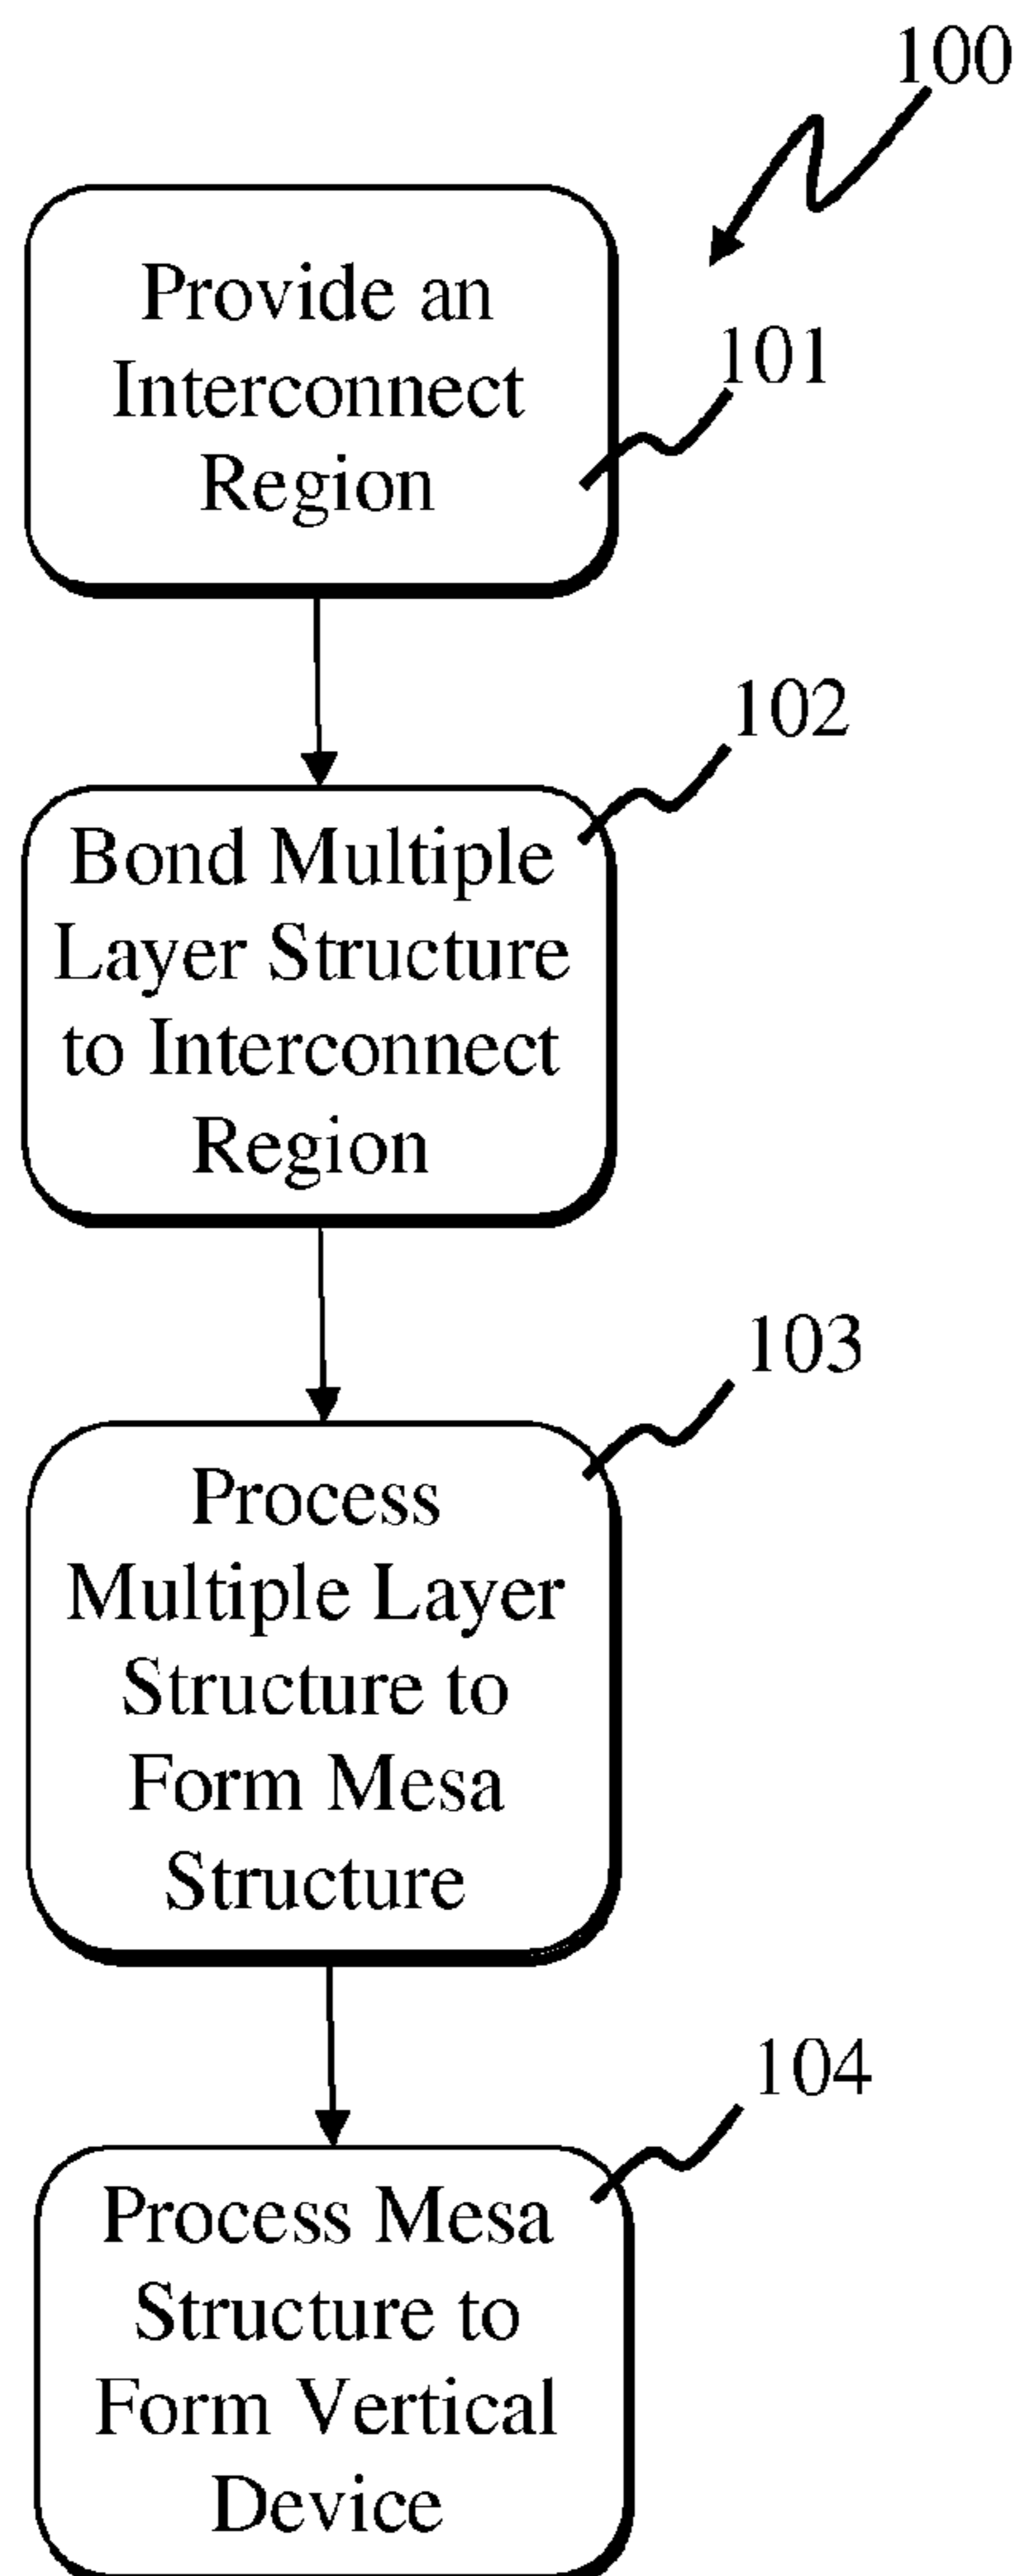 100
Provide an
Interconnect
Region
101
102
Bond Multiple
Layer Structure
to Interconnect
Region
103
Process
Multiple Layer
Structure to
Form Mesa
Structure
104
Process Mesa
Structure to
Form Vertical
Device